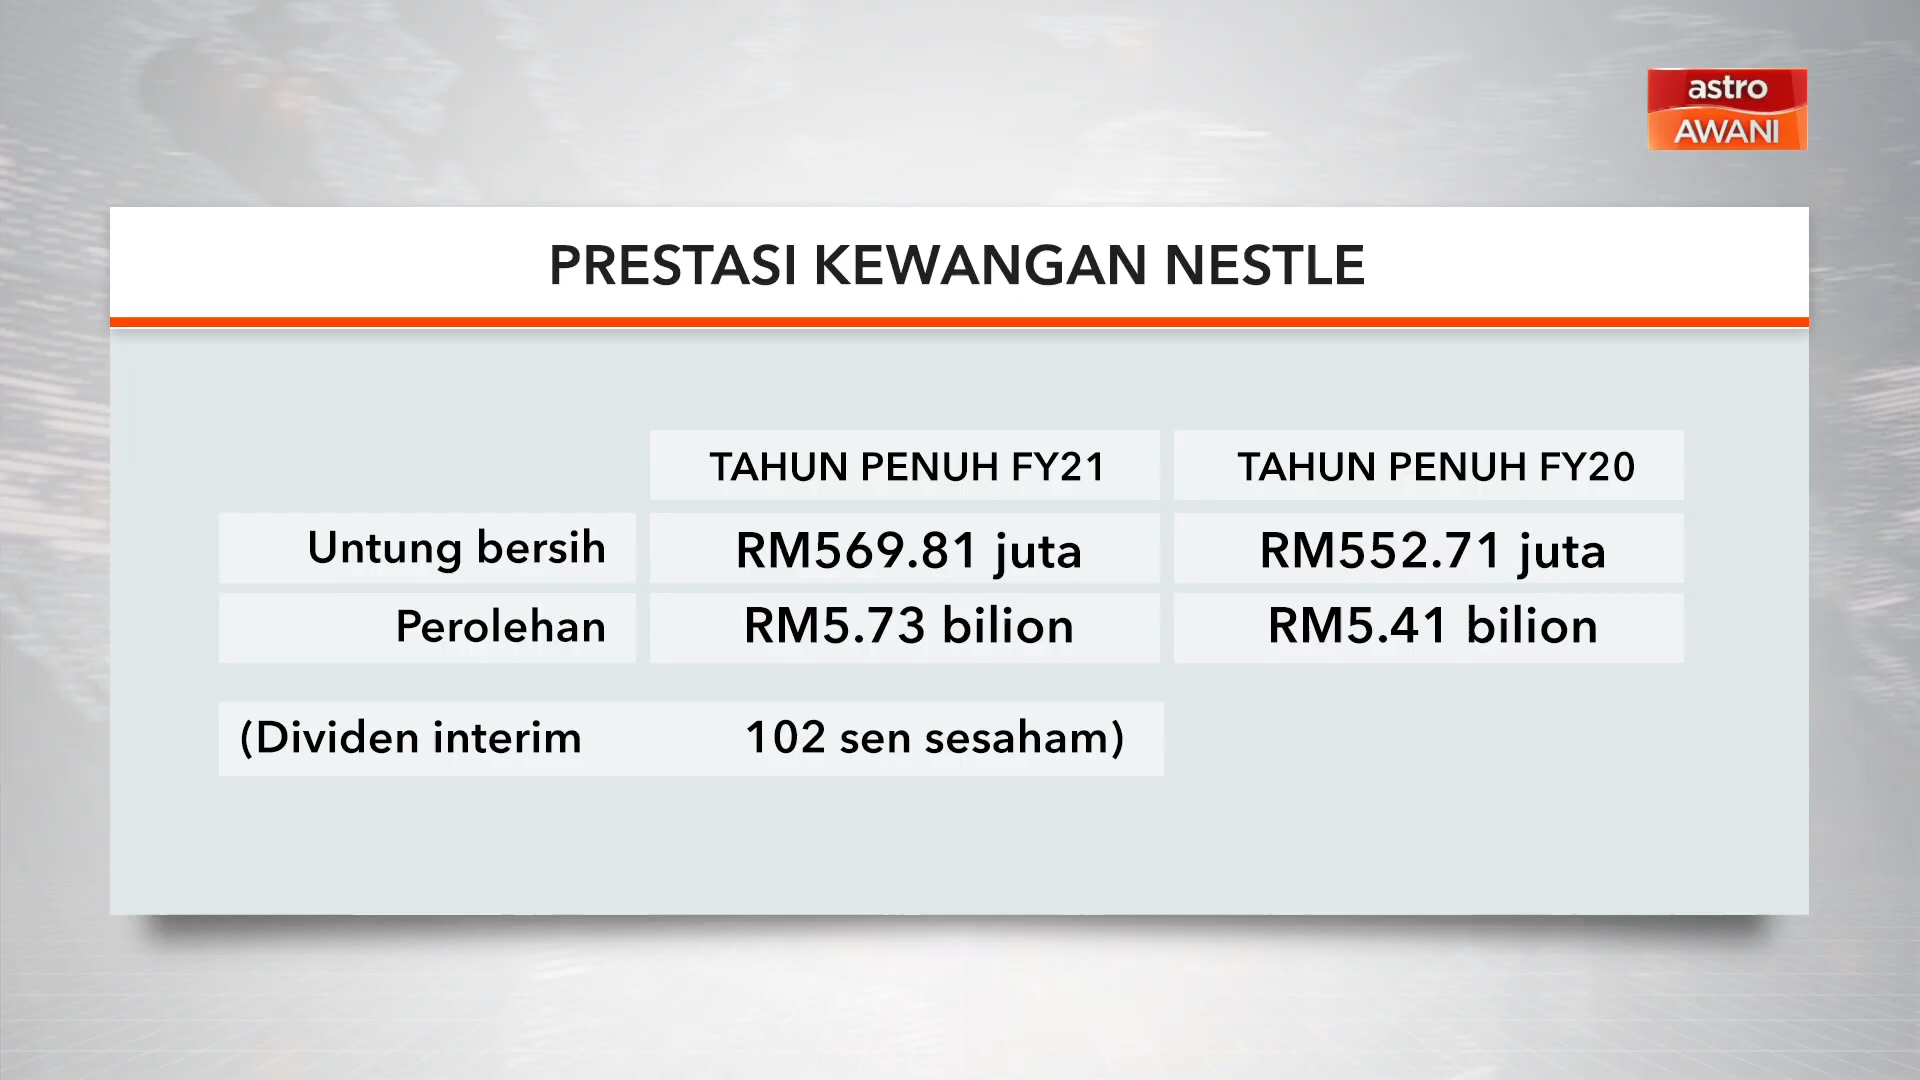 astro
AWANI
PRESTASI KEWANGAN NESTLE
TAHUN PENUH FY21 TAHUN PENUH FY20
Untung bersih RM569.81 juta RM552.71 juta
Perolehan RM5.73 bilion RM5.41 bilion
(Dividen interim 102 sen sesaham)